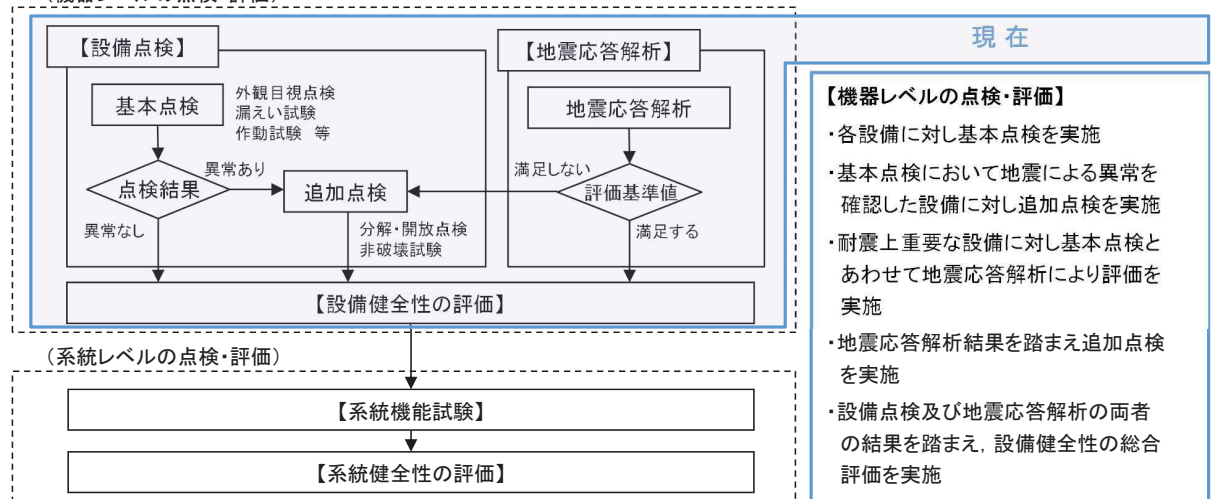 (機器レベルの点検・評価)
【設備点検】
基本点検
外観目視点検
漏えい試験
作動試験 等
点検結果
異常あり
異常なし
追加点検
分解・開放点検
非破壊試験
【地震応答解析】
地震応答解析
満足しない
評価基準値
満足する
【設備健全性の評価】
(系統レベルの点検・評価)
【系統機能試験】
【系統健全性の評価】
現 在
【機器レベルの点検・評価】
・各設備に対し基本点検を実施
・基本点検において地震による異常を
確認した設備に対し追加点検を実施
・耐震上重要な設備に対し基本点検と
あわせて地震応答解析により評価を
実施
・地震応答解析結果を踏まえ追加点検
を実施
・設備点検及び地震応答解析の両者
の結果を踏まえ，設備健全性の総合
評価を実施